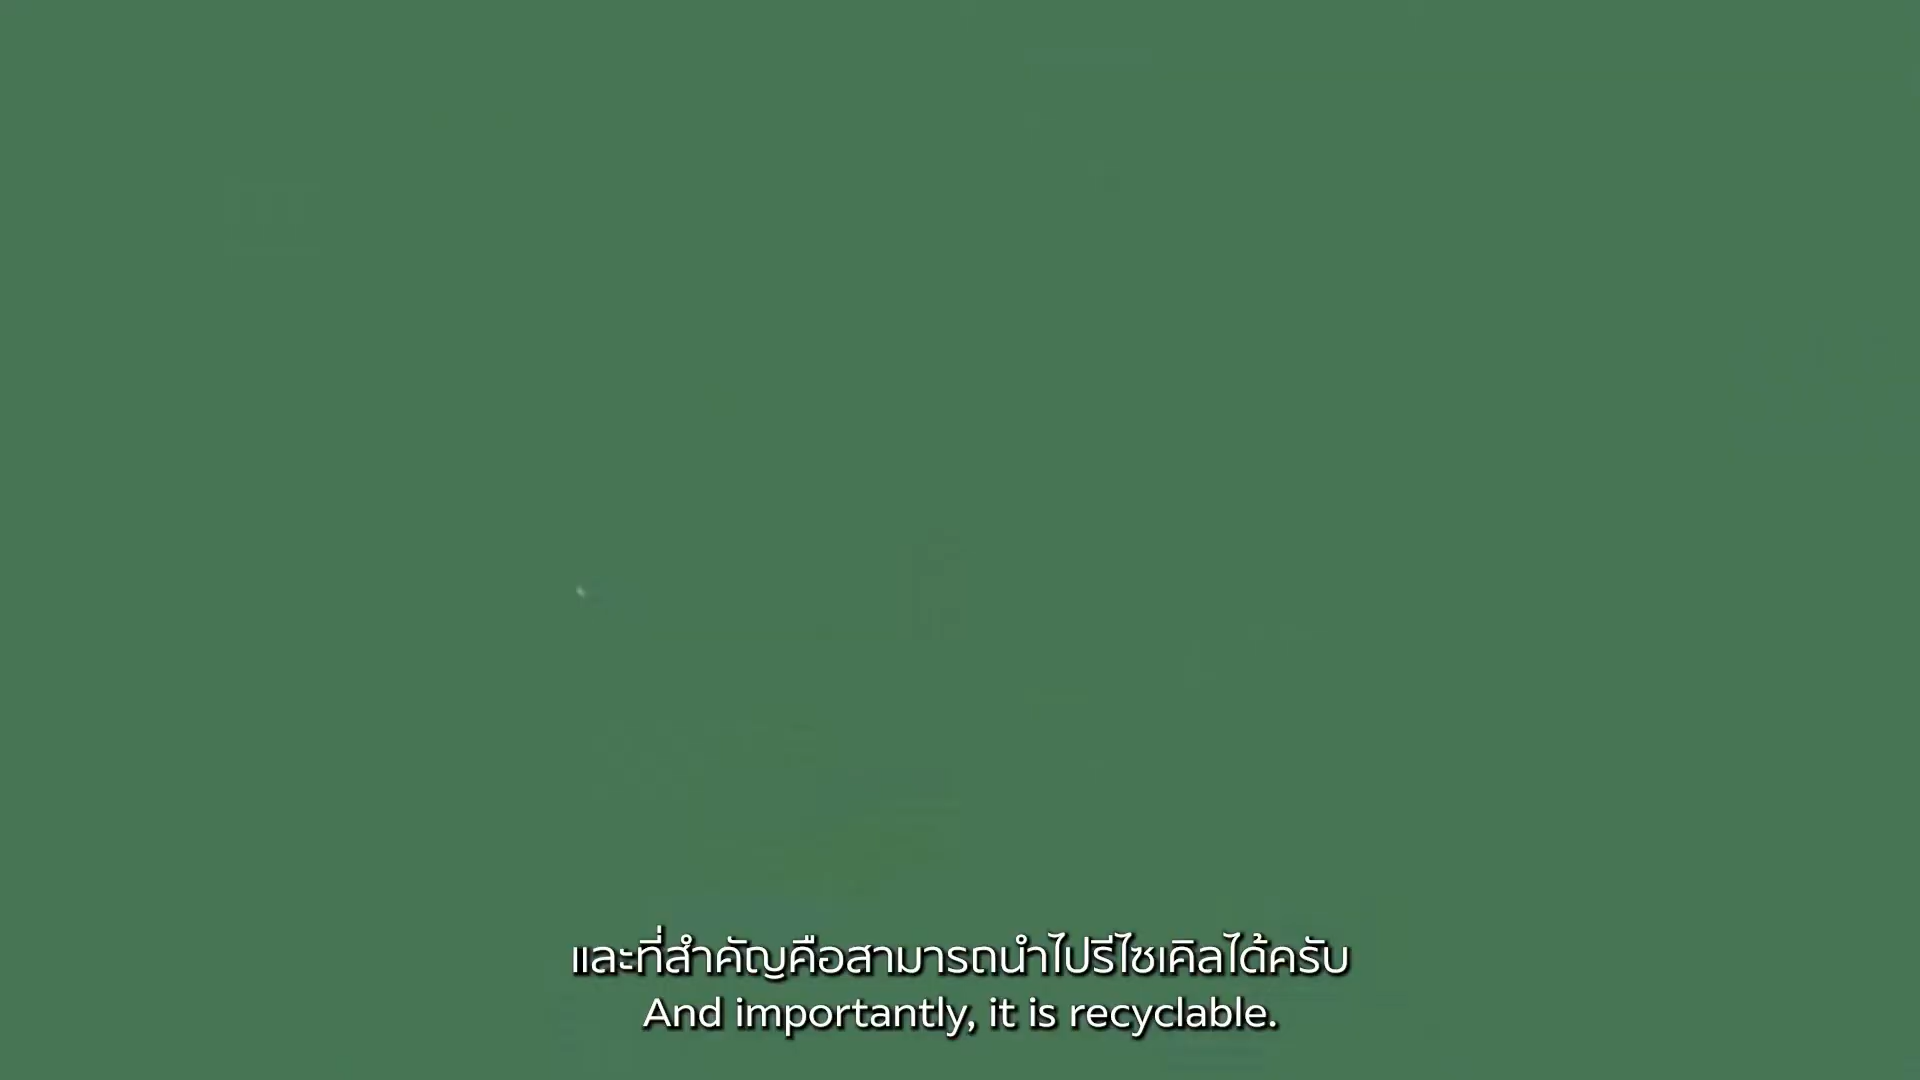 และที่สำคัญคือสามารถนำไปรีไซเคิลได้ครับ
And importantly, it is recyclable.